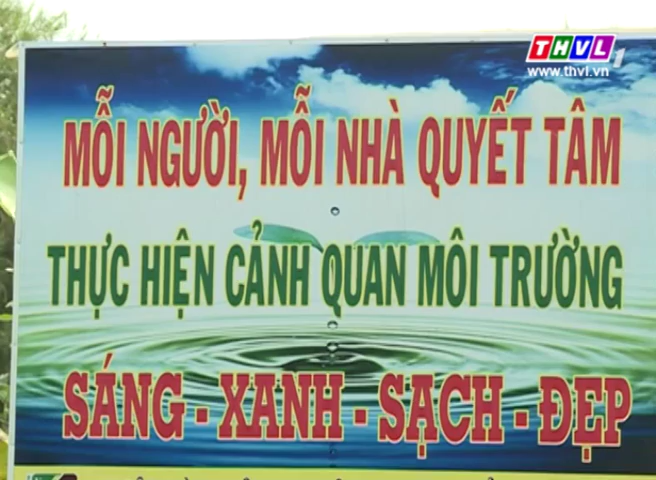 THVL1
www.thvl.vn
MỖI NGƯỜI, MỖI NHÀ QUYẾT TÂM
THỰC HIỆN CẢNH QUAN MÔI TRƯỜNG
SÁNG - XANH - SẠCH - ĐẸP